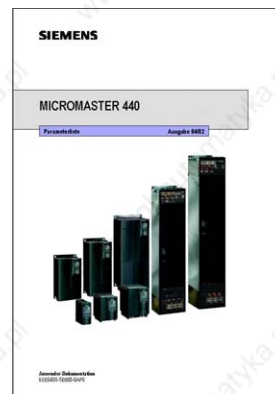 SIEMENS
MICROMASTER 440
Parameterliste Ausgabe 04/02
Anwender-Dokumentation